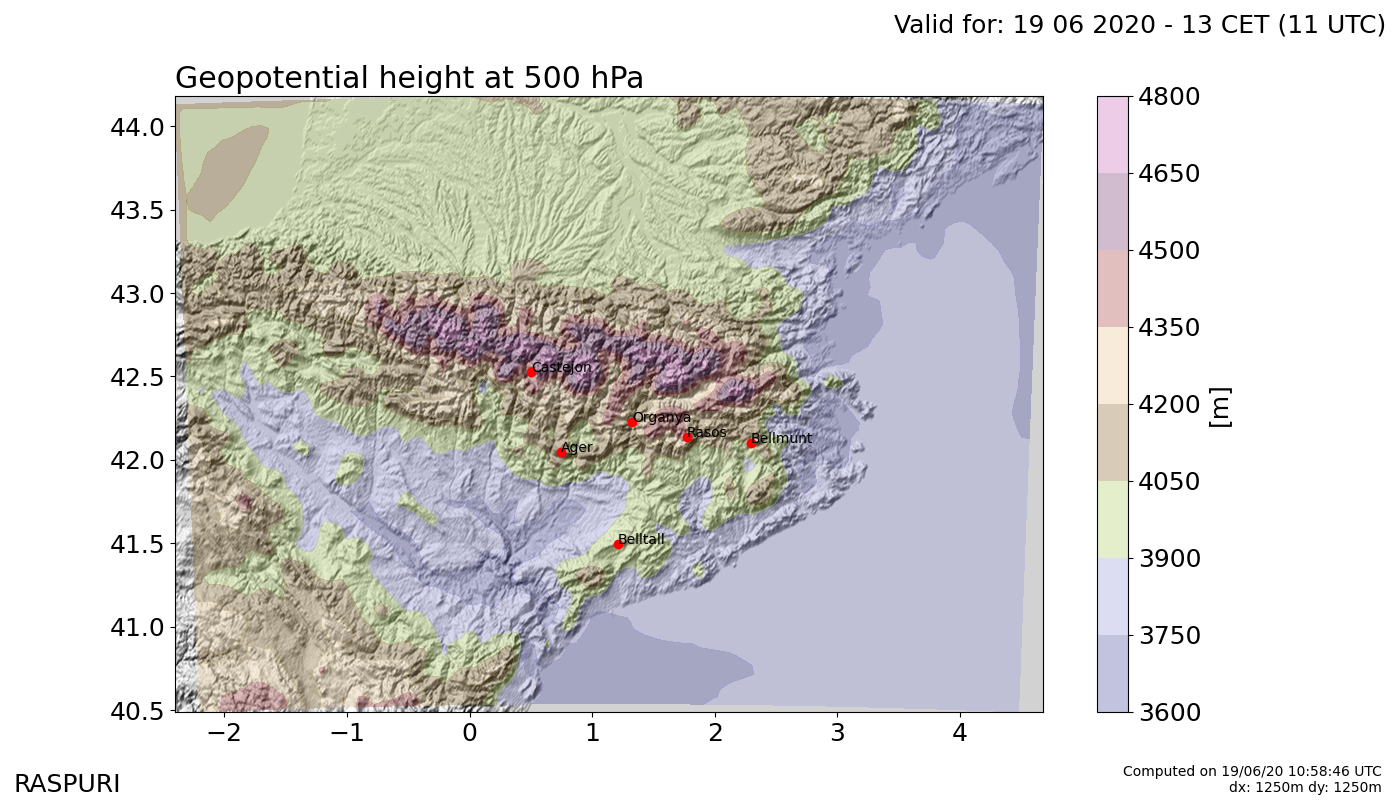 Valid for: 19 06 2020 - 13 CET (11 UTC)
Geopotential height at 500 hPa
44.0
43.5
43.0
42.5
42.0
41.5
41.0
40.5
−2
−1
0
1
2
3
4
Castejon
Organya
Rasos
Bellmunt
Ager
Belltall
4800
4650
4500
4350
4200
4050
3900
3750
3600
[m]
RASPURI
Computed on 19/06/20 10:58:46 UTC
dx: 1250m dy: 1250m